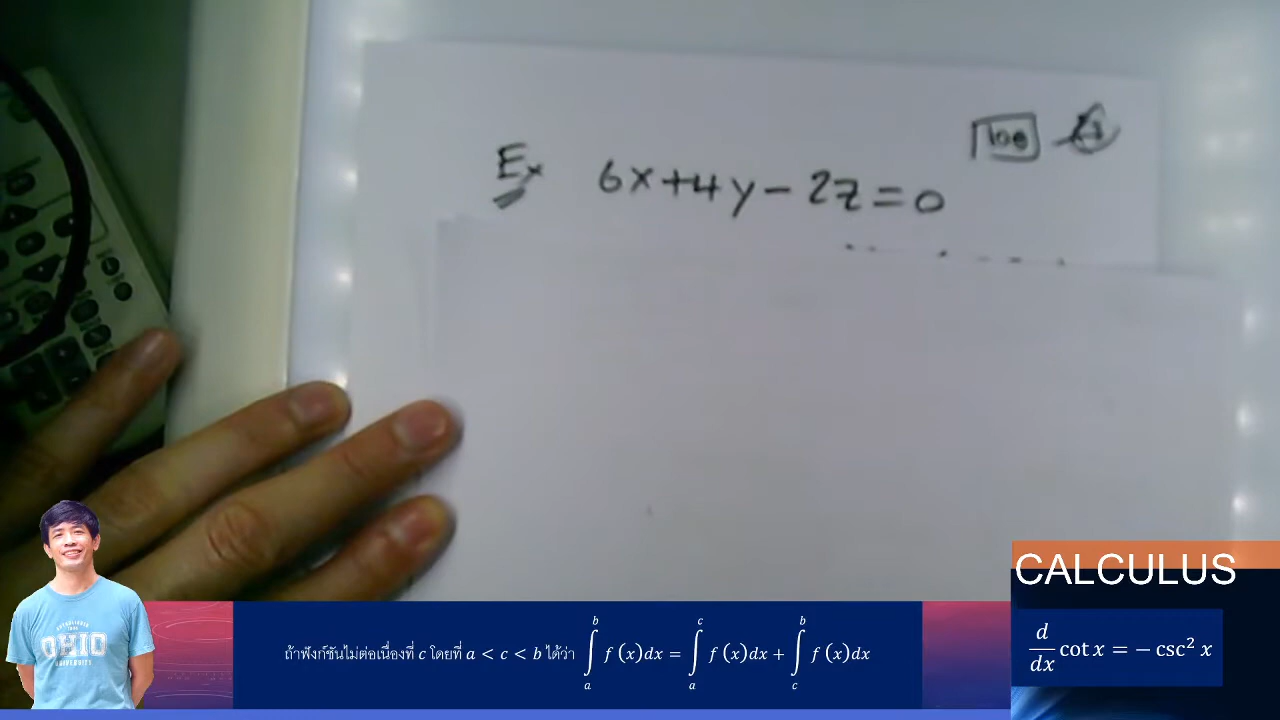 Ex 6x+4y-2z=0
CALCULUS
ถ้าฟังก์ชันไม่ต่อเนื่องที่ c โดยที่ a < c < b ได้ว่า ∫_a^b f(x)dx = ∫_a^c f(x)dx + ∫_c^b f(x)dx
d/dx cot x = − csc² x
OHIO
UNIVERSITY